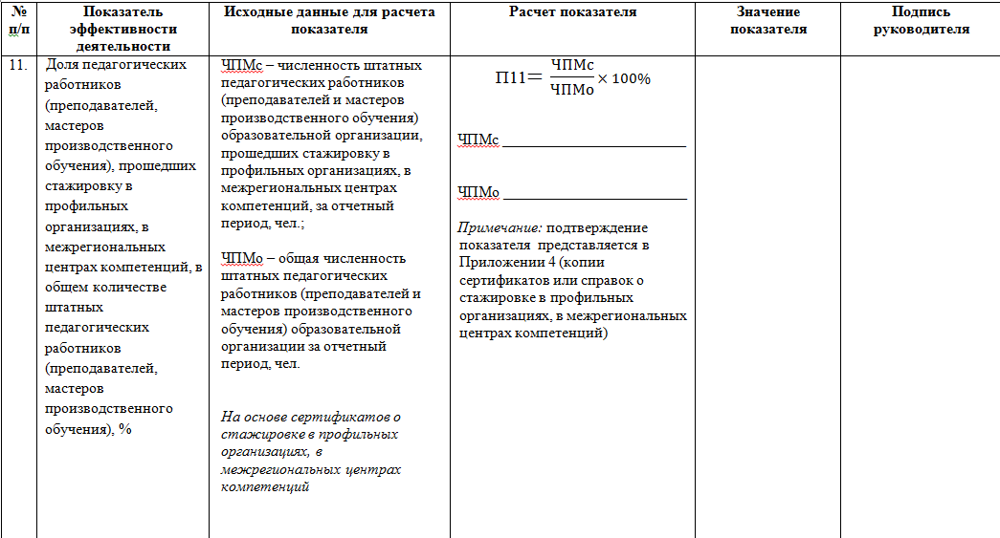 №
п/п
Показатель
эффективности
деятельности
Исходные данные для расчета
показателя
Расчет показателя
Значение
показателя
Подпись
руководителя
11.
Доля педагогических
работников
(преподавателей,
мастеров
производственного
обучения), прошедших
стажировку в
профильных
организациях, в
межрегиональных
центрах компетенций, в
общем количестве
штатных
педагогических
работников
(преподавателей,
мастеров
производственного
обучения), %
ЧПМс – численность штатных
педагогических работников
(преподавателей и мастеров
производственного обучения)
образовательной организации,
прошедших стажировку в
профильных организациях, в
межрегиональных центрах
компетенций, за отчетный
период, чел.;
ЧПМо – общая численность
штатных педагогических
работников (преподавателей и
мастеров производственного
обучения) образовательной
организации за отчетный
период, чел.
На основе сертификатов о
стажировке в профильных
организациях, в
межрегиональных центрах
компетенций
П11= ЧПМс/ЧПМо × 100%
ЧПМс ________________________
ЧПМо ________________________
Примечание: подтверждение
показателя представляется в
Приложении 4 (копии
сертификатов или справок о
стажировке в профильных
организациях, в межрегиональных
центрах компетенций)